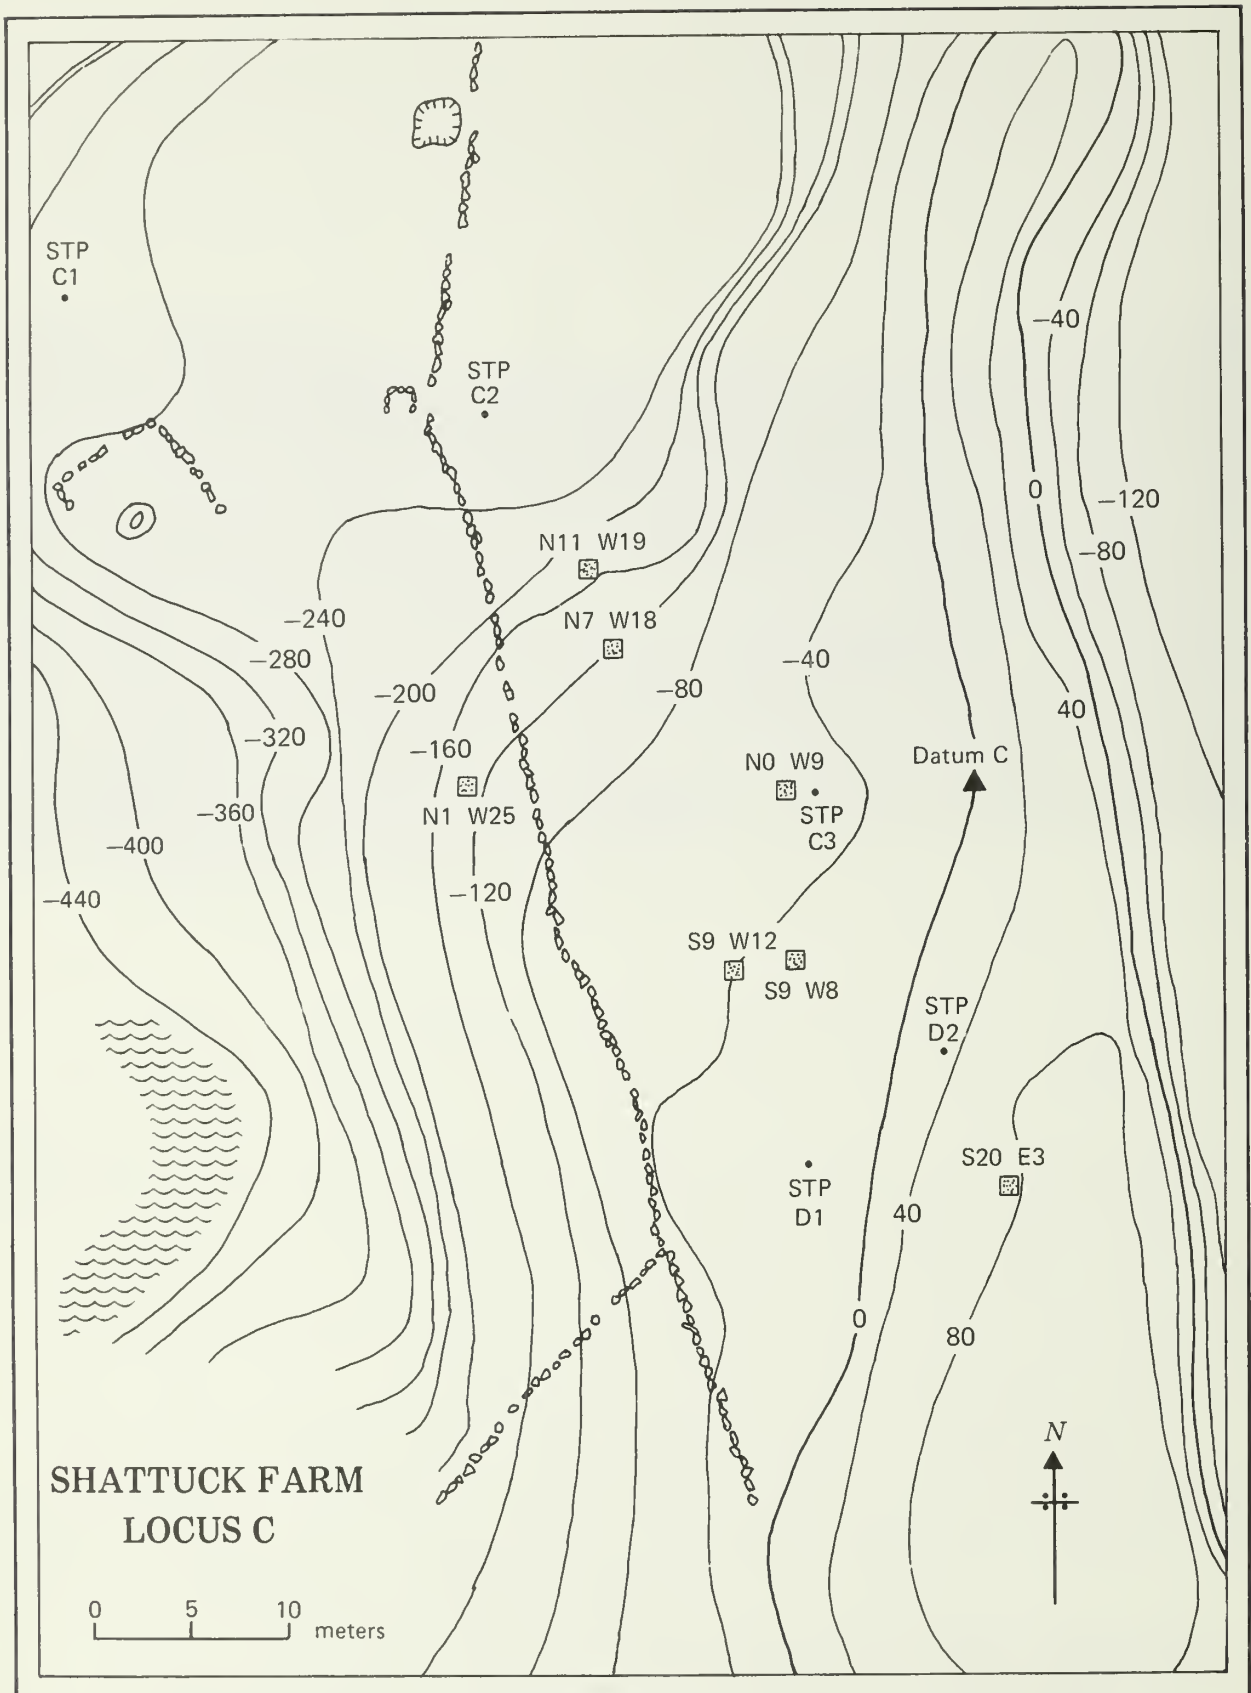 STP
C1
STP
C2
−40
0
−120
−80
N11 W19
N7 W18
−240
−280
−200
−80
−40
40
−320
−160
Datum C
N0 W9
STP
C3
N1 W25
−360
−400
−120
−440
S9 W12
S9 W8
STP
D2
S20 E3
STP
D1
40
0
80
N
SHATTUCK FARM
LOCUS C
0 5 10
meters